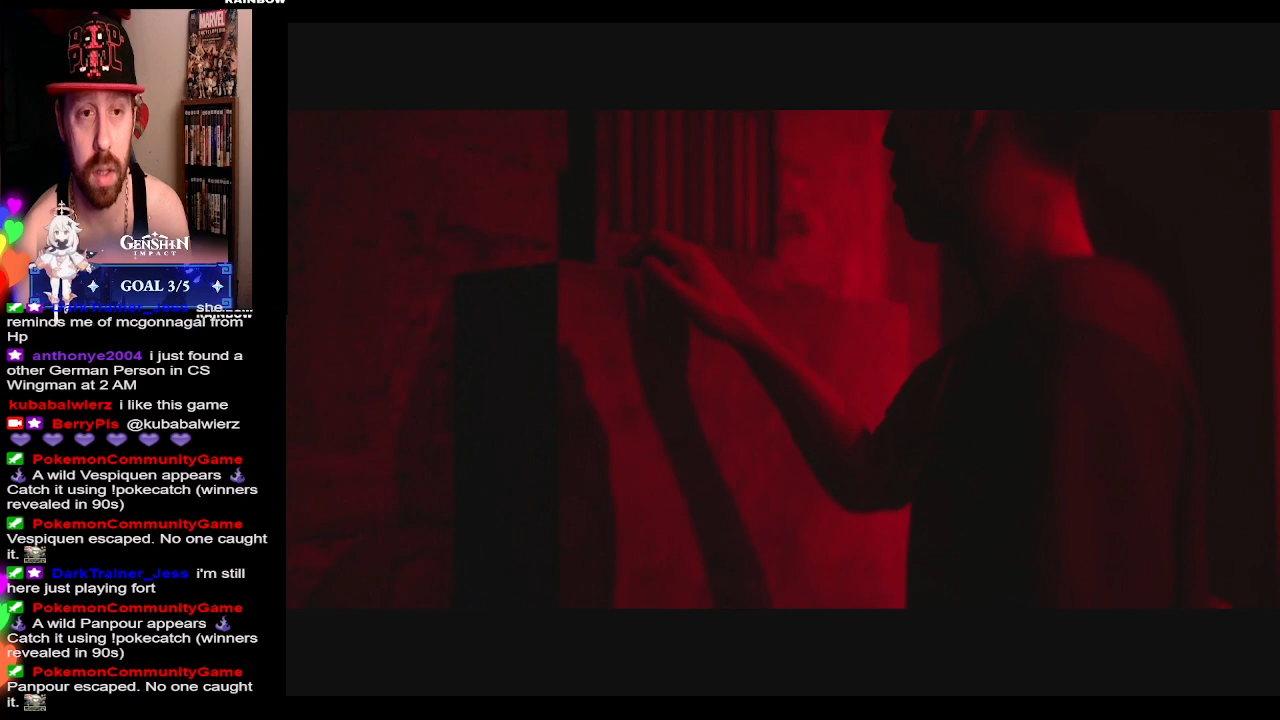 RAINBOW
MARVEL
ENCYCLOPEDIA
GENSHIN
IMPACT
GOAL 3/5
RAINBOW
DarkTrainer_Jess she
reminds me of mcgonnagal from
Hp
anthonye2004 i just found a
other German Person in CS
Wingman at 2 AM
kubabalwierz i like this game
BerryPls @kubabalwierz
PokemonCommunityGame
A wild Vespiquen appears
Catch it using !pokecatch (winners
revealed in 90s)
PokemonCommunityGame
Vespiquen escaped. No one caught
it.
DarkTrainer_Jess i'm still
here just playing fort
PokemonCommunityGame
A wild Panpour appears
Catch it using !pokecatch (winners
revealed in 90s)
PokemonCommunityGame
Panpour escaped. No one caught
it.